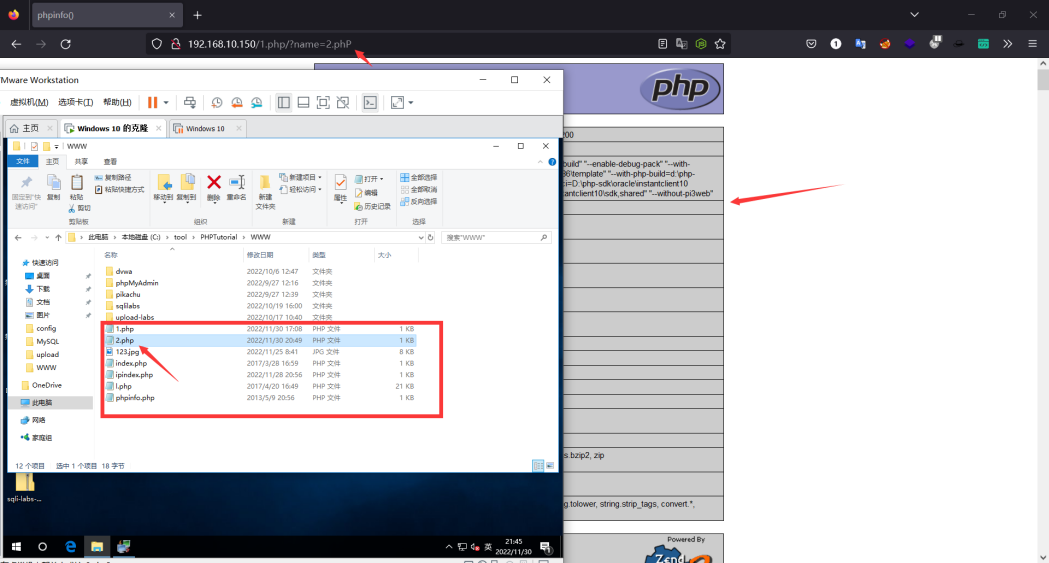 phpinfo()
192.168.10.150/1.php/?name=2.phP
php
Mware Workstation
虚拟机(M) 选项卡(T) 帮助(H)
主页 Windows 10 的克隆 Windows 10
WWW
文件 主页 共享 查看
固定到"快速访问" 复制 粘贴 复制路径 粘贴快捷方式 剪切 移动到 复制到 删除 重命名 新建文件夹 新建项目 轻松访问 属性 打开 编辑 历史记录 全部选择 全部取消 反向选择
剪贴板 组织 新建 打开 选择
此电脑 本地磁盘 (C:) tool PHPTutorial WWW 搜索"WWW"
名称 修改日期 类型 大小
快速访问
桌面
下载
文档
图片
config
MySQL
upload
WWW
OneDrive
此电脑
网络
家庭组
dvwa 2022/10/6 12:47 文件夹
phpMyAdmin 2022/9/27 12:16 文件夹
pikachu 2022/9/27 12:39 文件夹
sqlilabs 2022/10/19 16:00 文件夹
upload-labs 2022/10/17 10:40 文件夹
1.php 2022/11/30 17:08 PHP 文件 1 KB
2.php 2022/11/30 20:49 PHP 文件 1 KB
123.jpg 2022/11/25 8:41 JPG 文件 8 KB
index.php 2017/3/28 16:59 PHP 文件 1 KB
ipindex.php 2022/11/28 20:56 PHP 文件 1 KB
l.php 2017/4/20 16:49 PHP 文件 21 KB
phpinfo.php 2013/5/9 20:56 PHP 文件 1 KB
12 个项目 选中 1 个项目 18 字节
sqli-labs-...
英 21:45
2022/11/30
build" "--enable-debug-pack" "--with-
ci=D:\php-sdk\oracle\instantclient10
antclient10\sdk,shared" "--without-pi3web"
s.bzip2, zip
g.tolower, string.strip_tags, convert.*,
Powered By
Zend